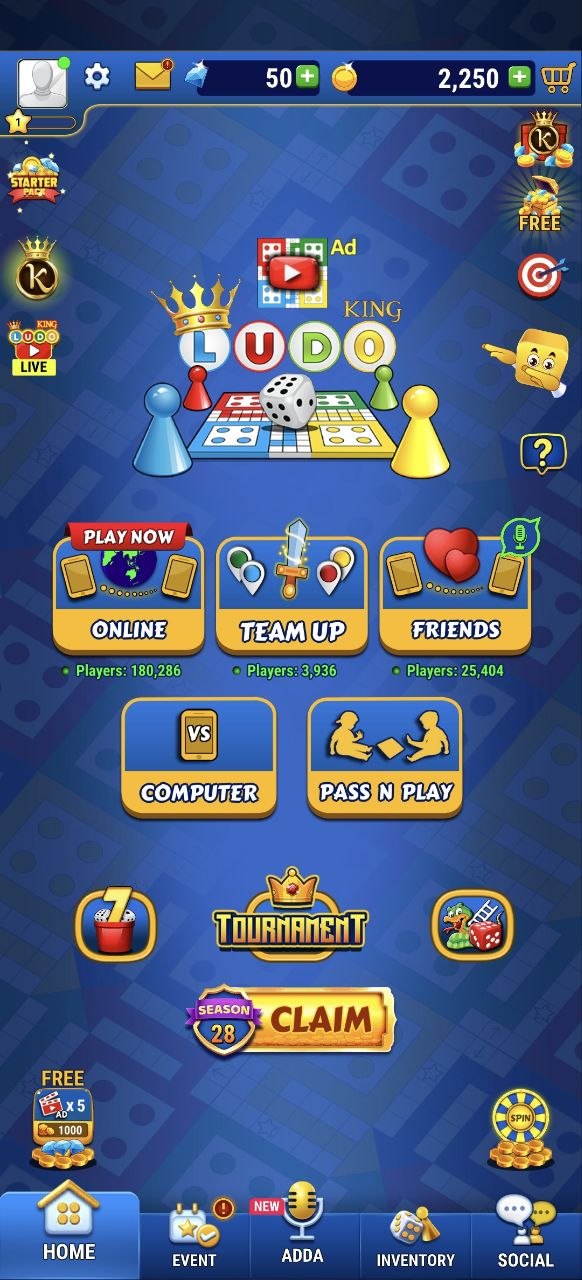 50
2,250
1
STARTER
PACK
K
K
FREE
Ad
KING
LUDO
KING
LUDO
LIVE
?
PLAY NOW
ONLINE
TEAM UP
FRIENDS
Players: 180,286
Players: 3,936
Players: 25,404
VS
COMPUTER
PASS N PLAY
7
TOURNAMENT
SEASON
28
CLAIM
FREE
x 5
AD
1000
SPIN
HOME
EVENT
NEW
ADDA
INVENTORY
SOCIAL